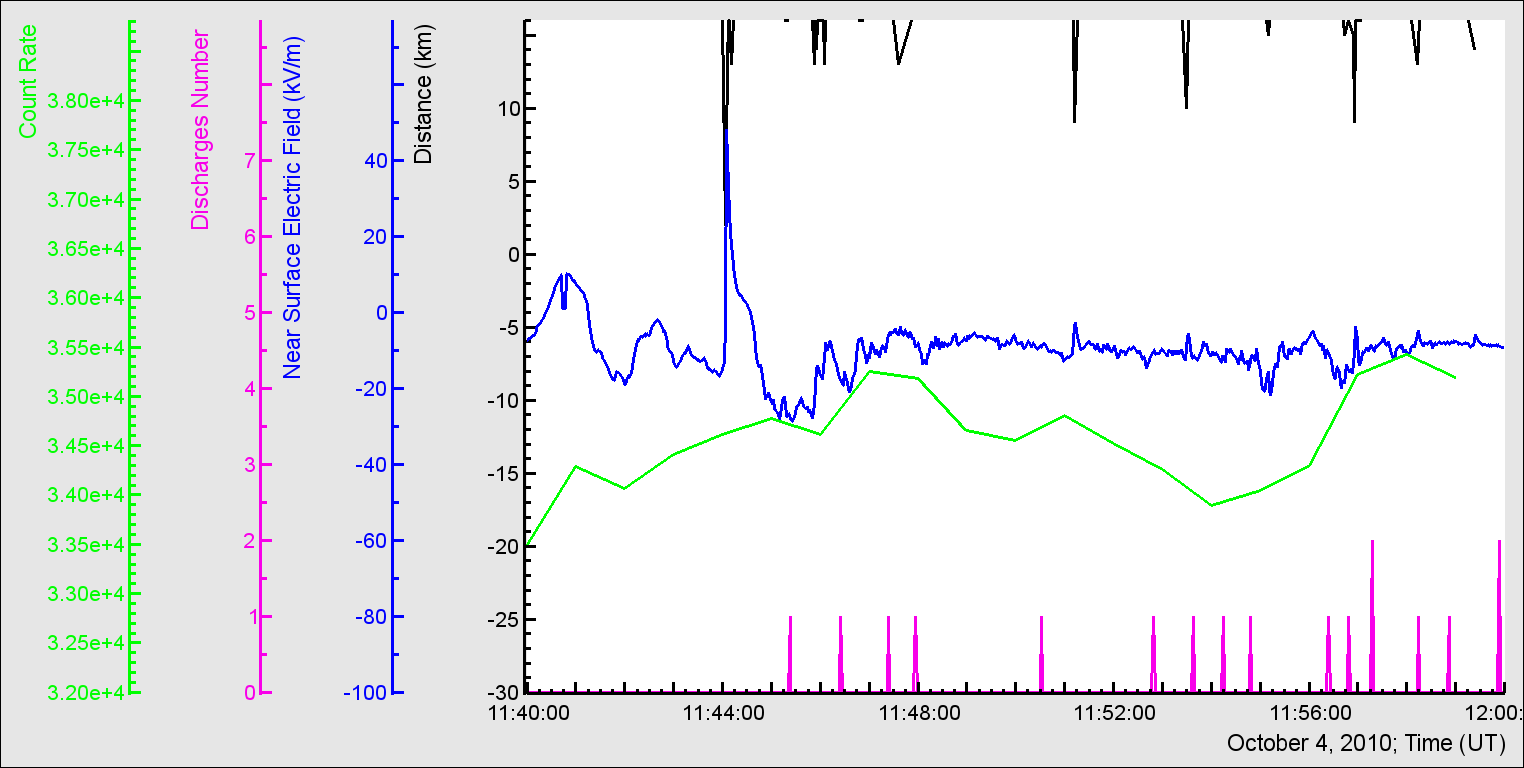 Count Rate
3.80e+4
3.75e+4
3.70e+4
3.65e+4
3.60e+4
3.55e+4
3.50e+4
3.45e+4
3.40e+4
3.35e+4
3.30e+4
3.25e+4
3.20e+4
Discharges Number
7
6
5
4
3
2
1
0
Near Surface Electric Field (kV/m)
40
20
0
-20
-40
-60
-80
-100
Distance (km)
10
5
0
-5
-10
-15
-20
-25
-30
11:40:00 11:44:00 11:48:00 11:52:00 11:56:00 12:00:
October 4, 2010; Time (UT)